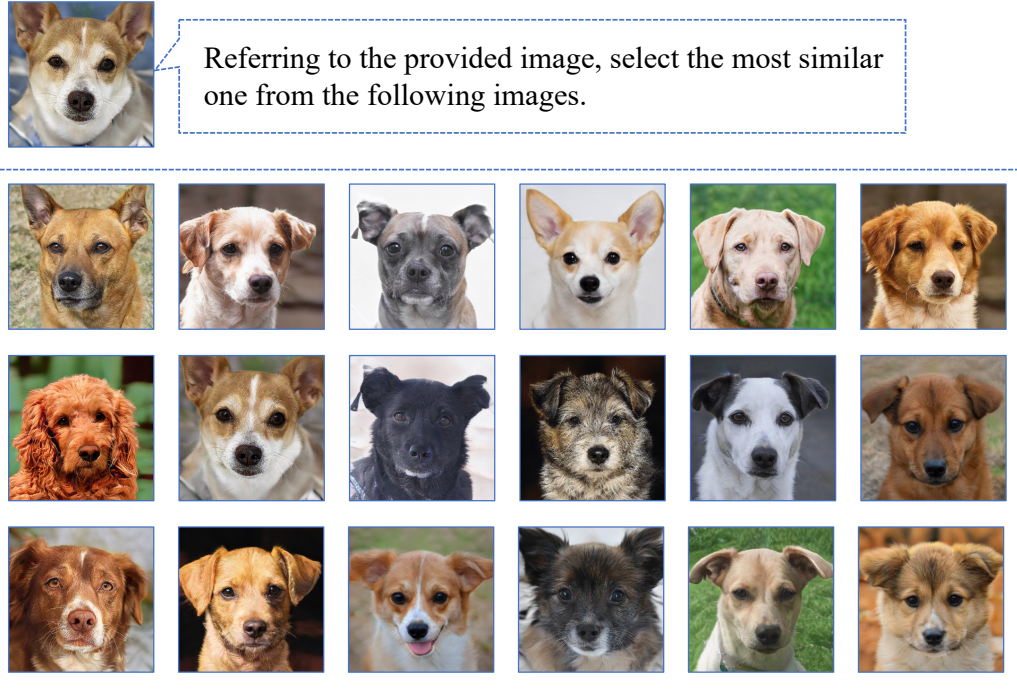 Referring to the provided image, select the most similar
one from the following images.